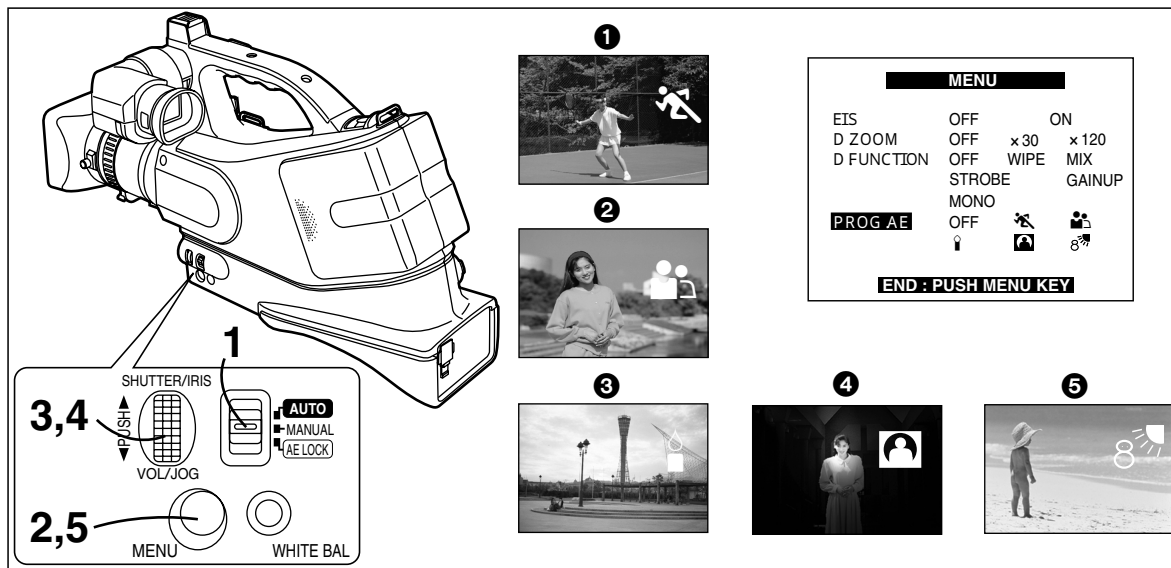 1
SHUTTER/IRIS
3,4
PUSH
VOL/JOG
AUTO
MANUAL
AE LOCK
2,5
MENU
WHITE BAL
❶
❷
❸
❹
❺
8
MENU
EIS OFF ON
D ZOOM OFF ×30 ×120
D FUNCTION OFF WIPE MIX
STROBE GAINUP
MONO
PROG AE OFF
8
END : PUSH MENU KEY